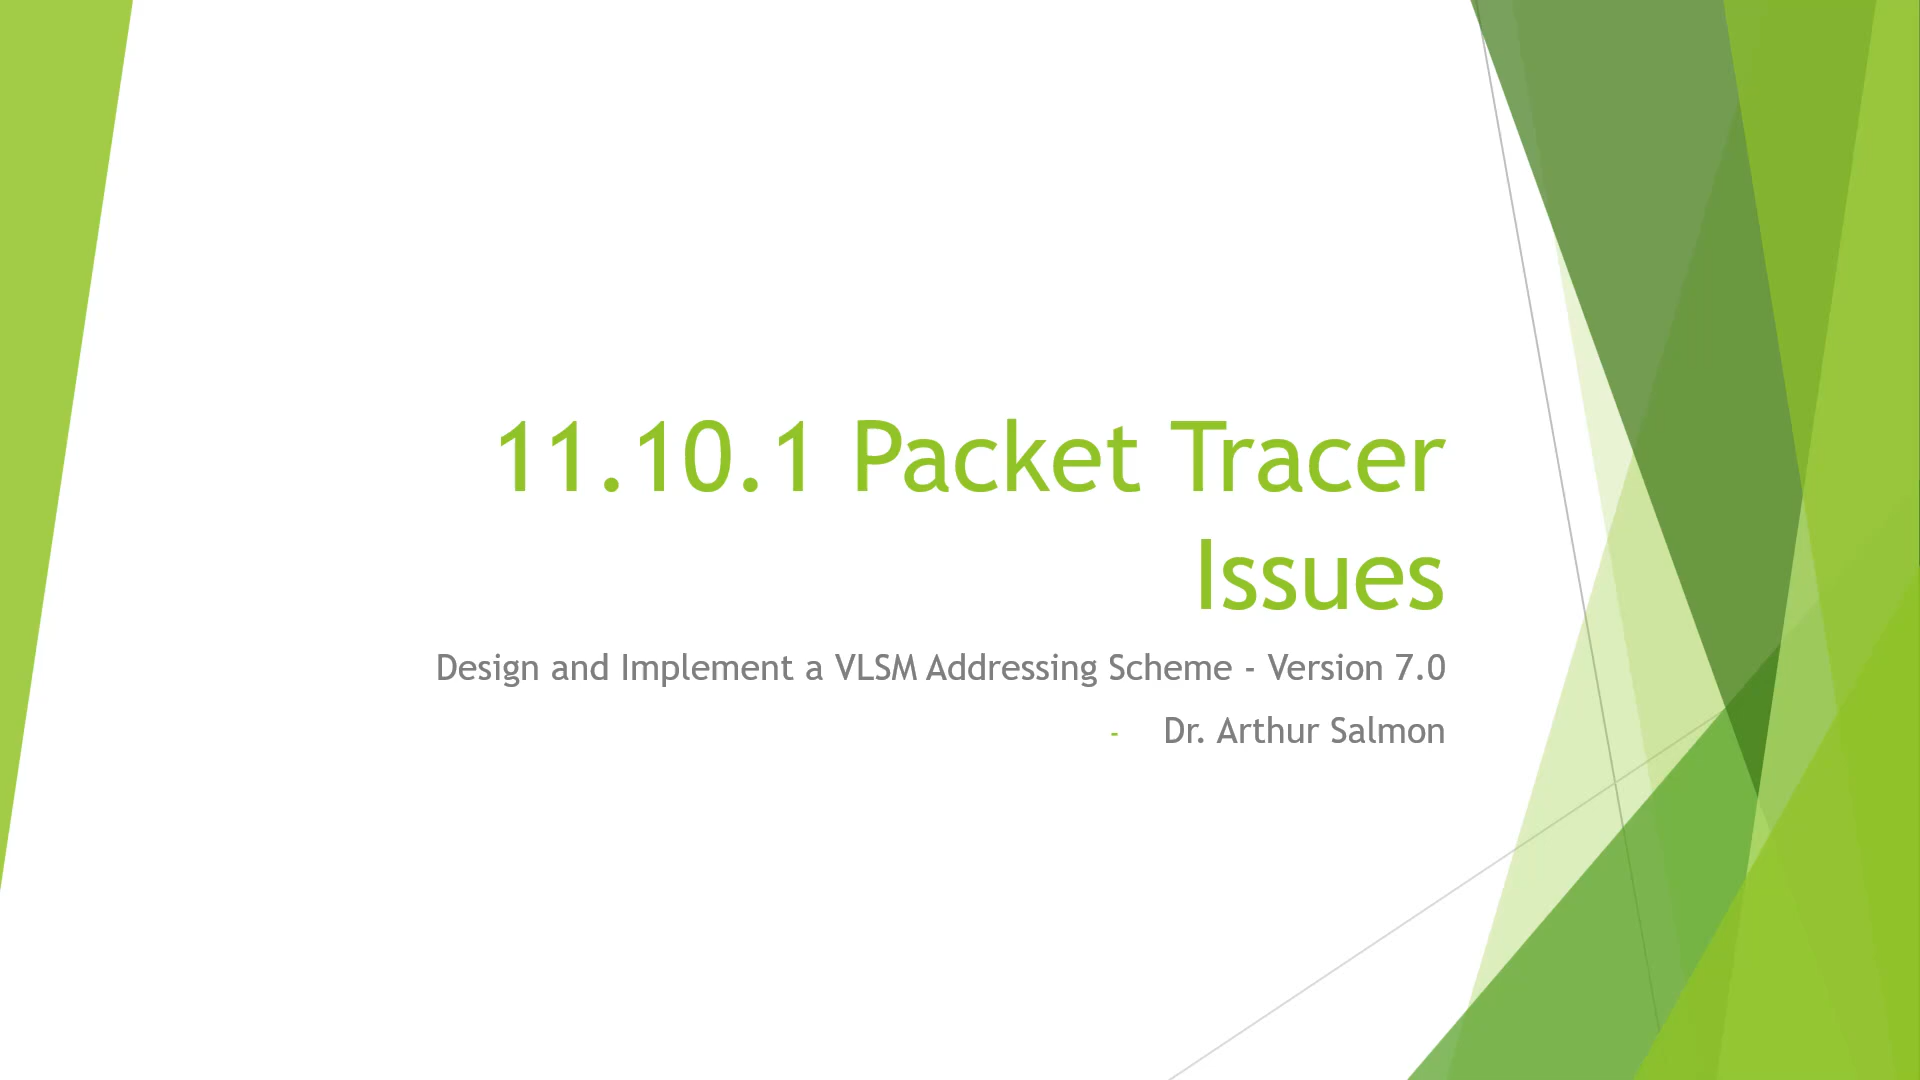 11.10.1 Packet Tracer
Issues
Design and Implement a VLSM Addressing Scheme - Version 7.0
- Dr. Arthur Salmon